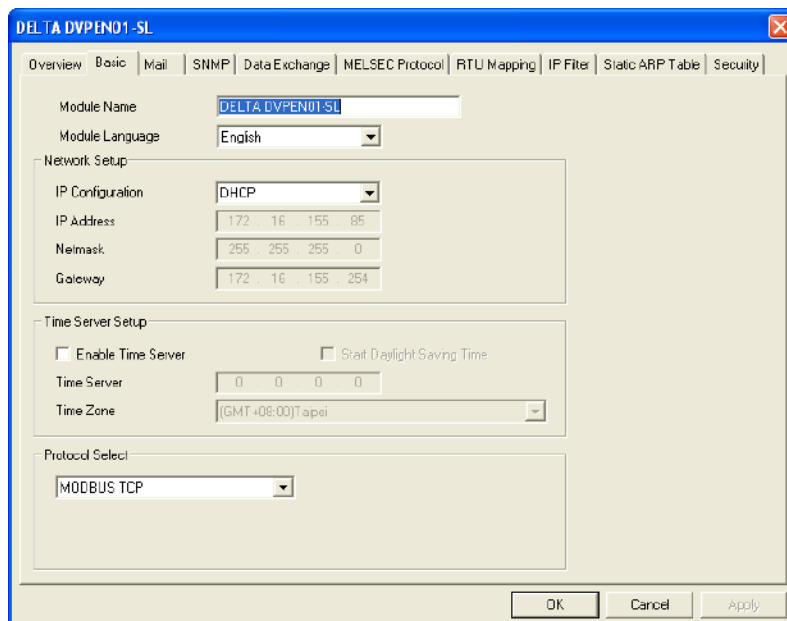 DELTA DVPEN01-SL
Overview Basic Mail SNMP Data Exchange MELSEC Protocol RTU Mapping IP Filter Static ARP Table Security
Module Name DELTA DVPEN01-SL
Module Language English
Network Setup
IP Configuration DHCP
IP Address 172 . 16 . 155 . 85
Netmask 255 . 255 . 255 . 0
Gateway 172 . 16 . 155 . 254
Time Server Setup
Enable Time Server Start Daylight Saving Time
Time Server 0 . 0 . 0 . 0
Time Zone (GMT+08:00)Taipei
Protocol Select
MODBUS TCP
OK Cancel Apply